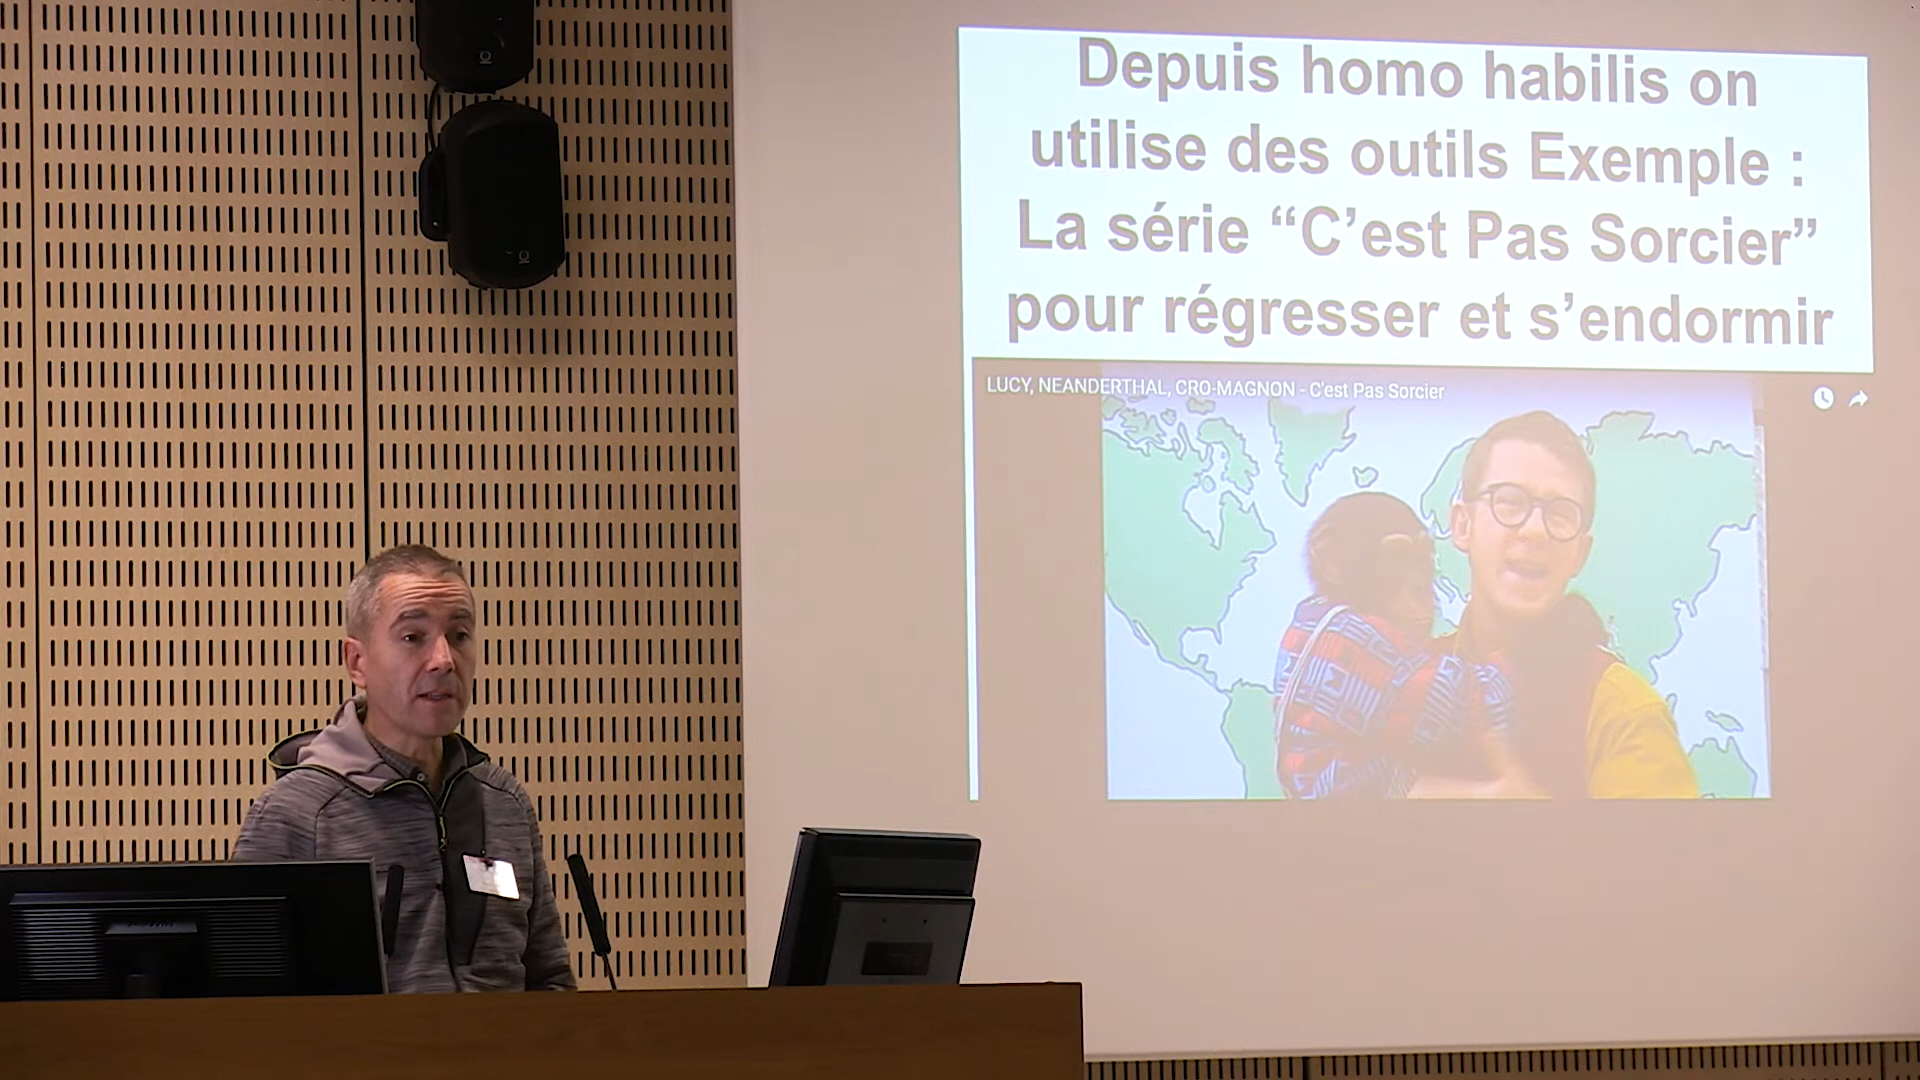 Depuis homo habilis on
utilise des outils Exemple :
La série “C’est Pas Sorcier”
pour régresser et s’endormir
LUCY, NEANDERTHAL, CRO-MAGNON - C'est Pas Sorcier